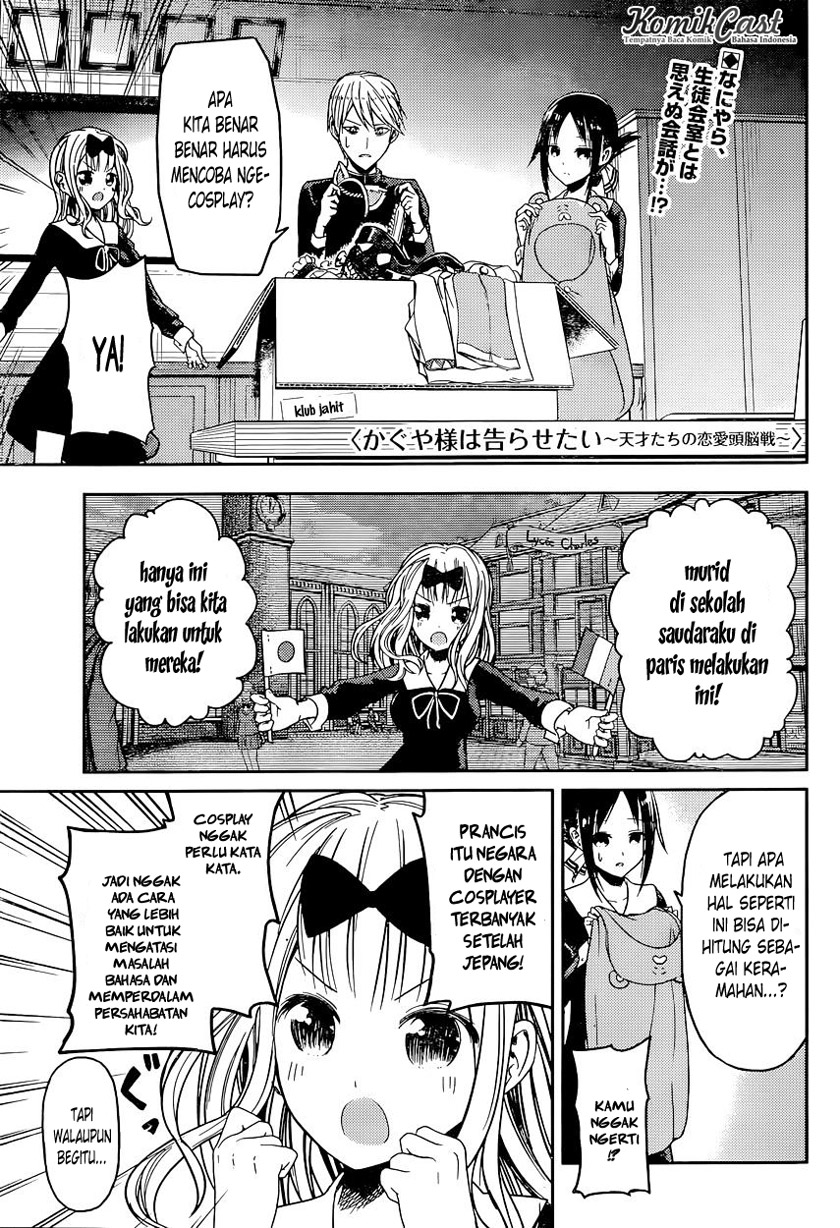 KomikCast
Tempatnya Baca Komik Bahasa Indonesia
なにやら、
生徒会室とは
思えぬ会話が…!?
APA
KITA BENAR
BENAR HARUS
MENCOBA NGE-
COSPLAY?
YA!
klub jahit
〈かぐや様は告らせたい～天才たちの恋愛頭脳戦～〉
murid
di sekolah
saudaraku di
paris melakukan
ini!
Lycée Charles
hanya ini
yang bisa kita
lakukan untuk
mereka!
TAPI APA
MELAKUKAN
HAL SEPERTI
INI BISA DI-
HITUNG SEBA-
GAI KERA-
MAHAN...?
KAMU
NGGAK
NGERTI
!?
PRANCIS
ITU NEGARA
DENGAN
COSPLAYER
TERBANYAK
SETELAH
JEPANG!
COSPLAY
NGGAK
PERLU KATA
KATA.
JADI NGGAK
ADA CARA
YANG LEBIH
BAIK UNTUK
MENGATASI
MASALAH
BAHASA DAN
MEMPERDALAM
PERSAHABATAN
KITA!
TAPI
WALAUPUN
BEGITU...